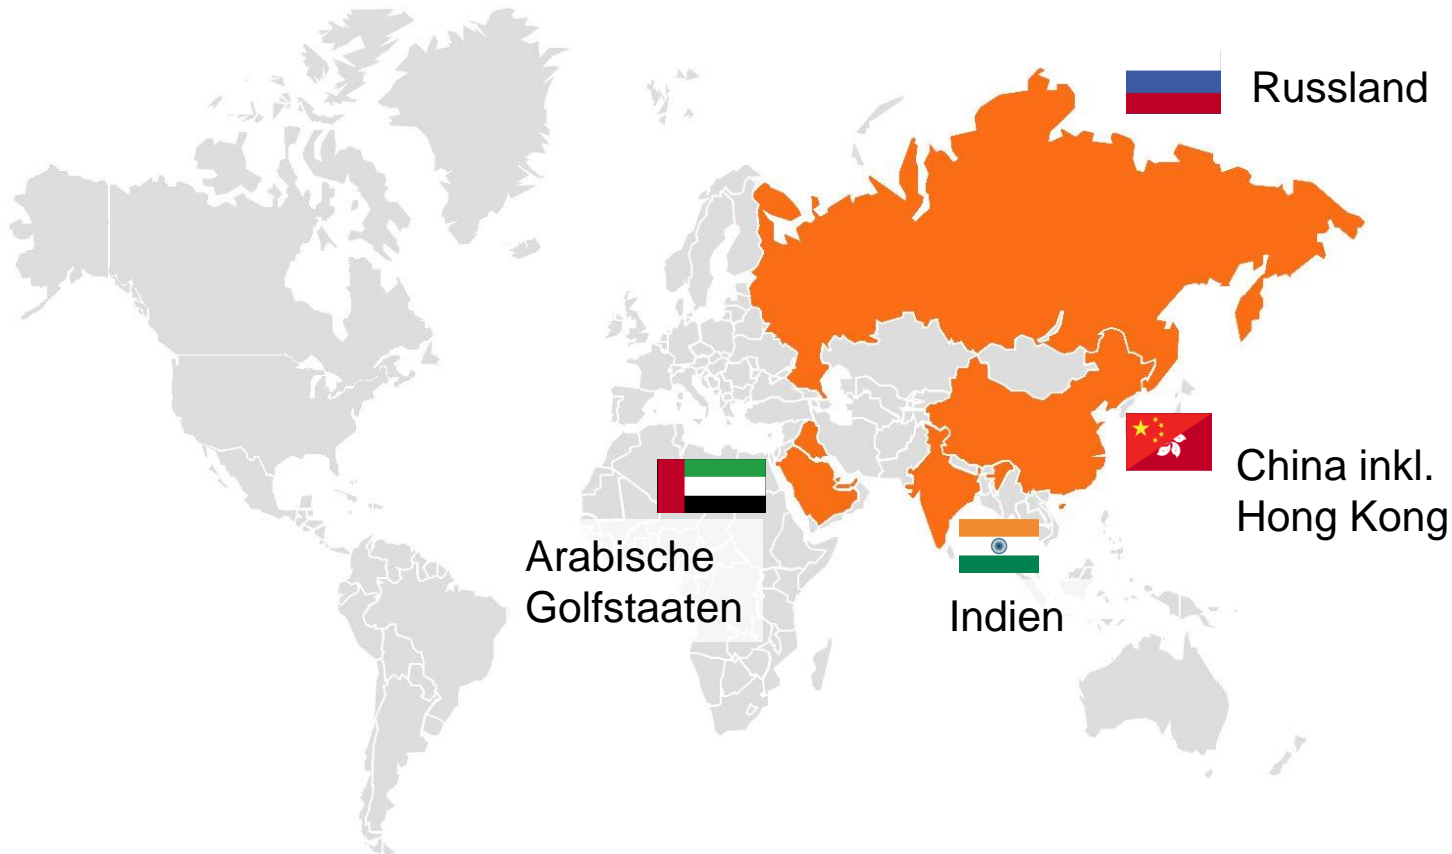 Russland
China inkl.
Hong Kong
Arabische
Golfstaaten
Indien